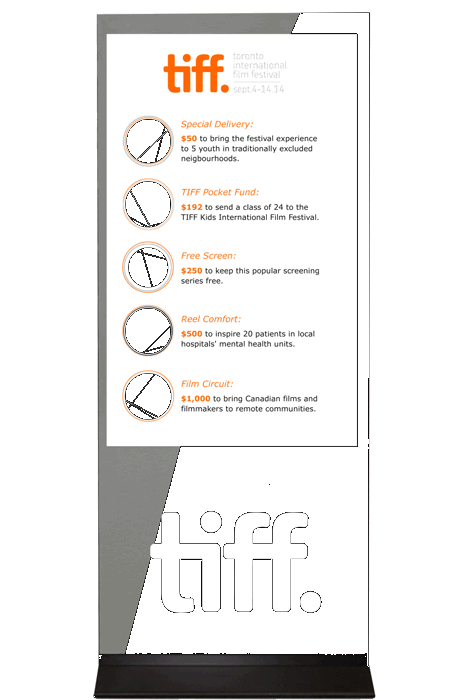 tiff.
toronto
international
film festival
sept.4-14.14
Special Delivery:
$50 to bring the festival experience
to 5 youth in traditionally excluded
neigbourhoods.
TIFF Pocket Fund:
$192 to send a class of 24 to the
TIFF Kids International Film Festival.
Free Screen:
$250 to keep this popular screening
series free.
Reel Comfort:
$500 to inspire 20 patients in local
hospitals' mental health units.
Film Circuit:
$1,000 to bring Canadian films and
filmmakers to remote communities.
tiff.